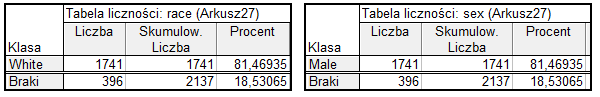 Tabela liczności: race (Arkusz27)
Klasa Liczba Skumulow. Liczba Procent
White 1741 1741 81,46935
Braki 396 2137 18,53065
Tabela liczności: sex (Arkusz27)
Klasa Liczba Skumulow. Liczba Procent
Male 1741 1741 81,46935
Braki 396 2137 18,53065